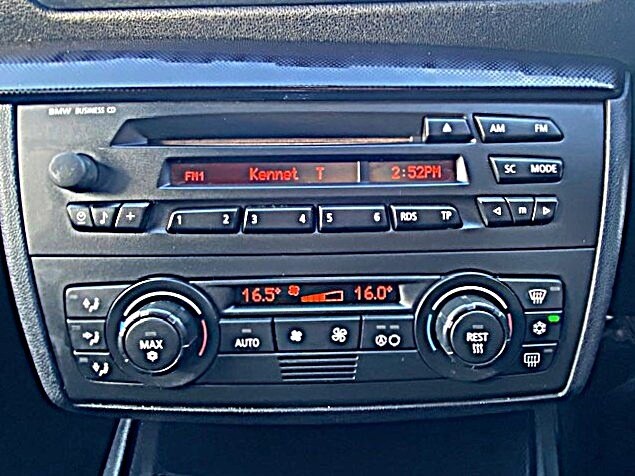 BMW BUSINESS CD
AM FM
FM1 Kennet T 2:52PM
SC MODE
1 2 3 4 5 6 RDS TP m
16.5° 16.0°
MAX AUTO REST